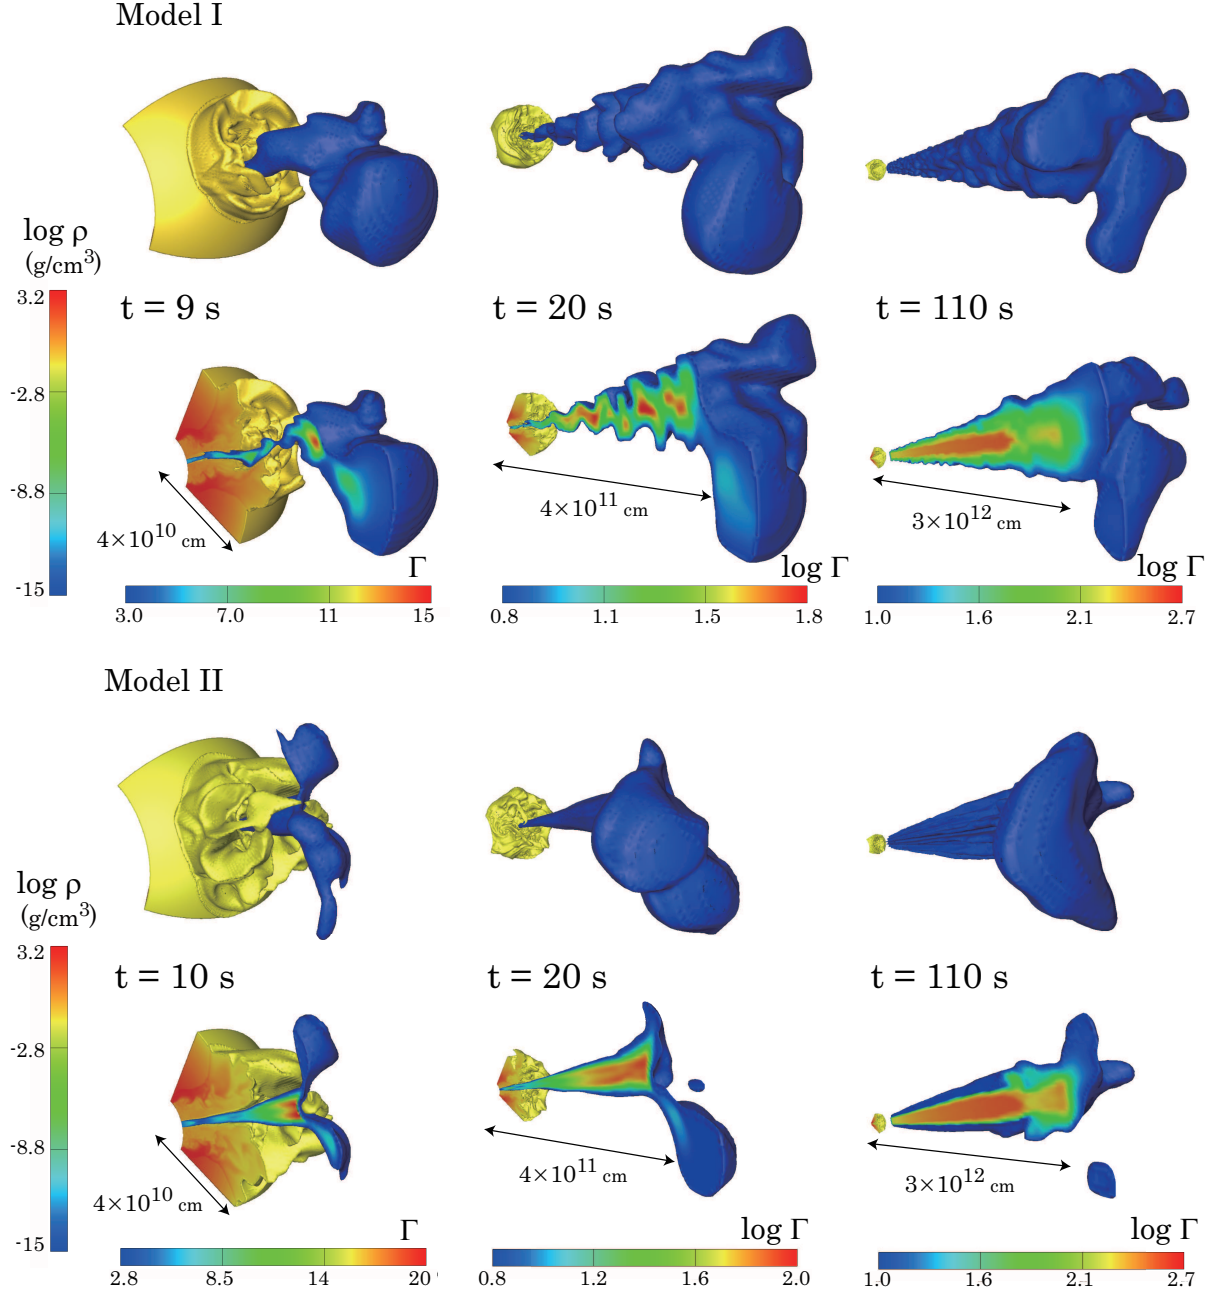 Model I
log ρ
(g/cm³)
3.2
-2.8
-8.8
-15
t = 9 s
t = 20 s
t = 110 s
4×10¹⁰ cm
4×10¹¹ cm
3×10¹² cm
Γ
3.0 7.0 11 15
log Γ
0.8 1.1 1.5 1.8
log Γ
1.0 1.6 2.1 2.7
Model II
log ρ
(g/cm³)
3.2
-2.8
-8.8
-15
t = 10 s
t = 20 s
t = 110 s
4×10¹⁰ cm
4×10¹¹ cm
3×10¹² cm
Γ
2.8 8.5 14 20
log Γ
0.8 1.2 1.6 2.0
log Γ
1.0 1.6 2.1 2.7